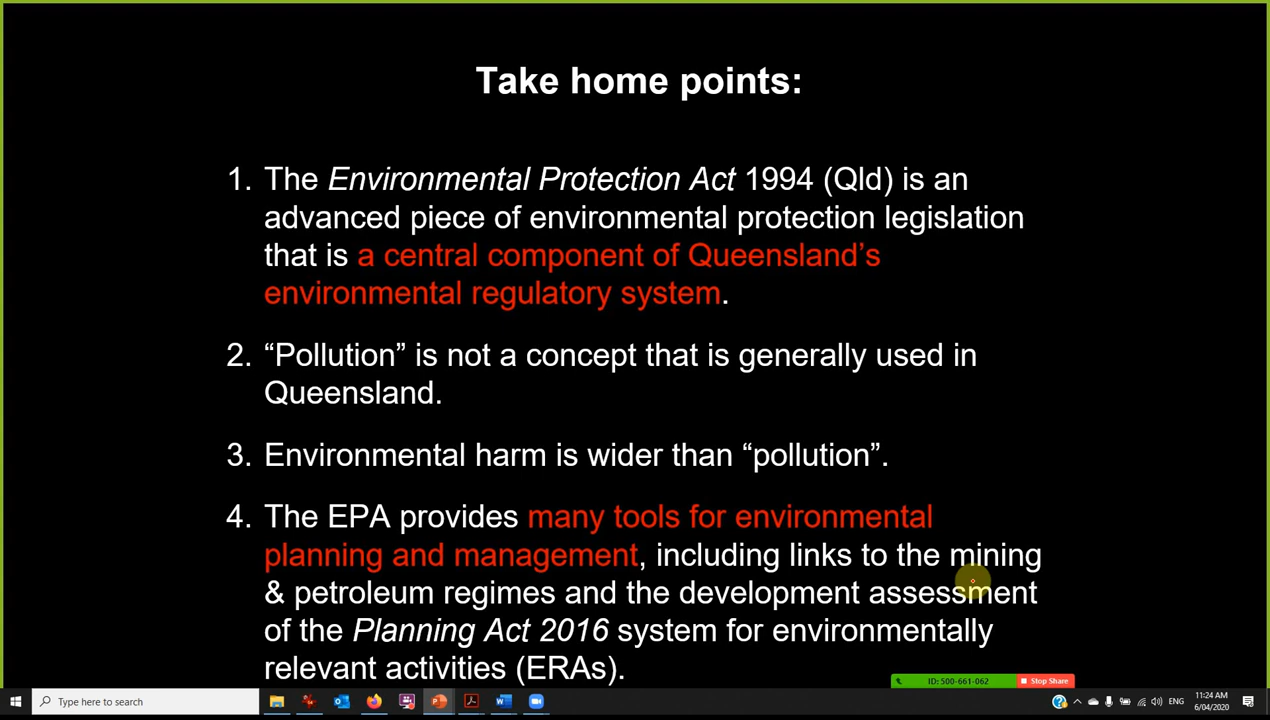 Take home points:
1. The Environmental Protection Act 1994 (Qld) is an
advanced piece of environmental protection legislation
that is a central component of Queensland’s
environmental regulatory system.
2. “Pollution” is not a concept that is generally used in
Queensland.
3. Environmental harm is wider than “pollution”.
4. The EPA provides many tools for environmental
planning and management, including links to the mining
& petroleum regimes and the development assessment
of the Planning Act 2016 system for environmentally
relevant activities (ERAs).
ID: 500-661-062 Stop Share
Type here to search
ENG
11:24 AM
6/04/2020